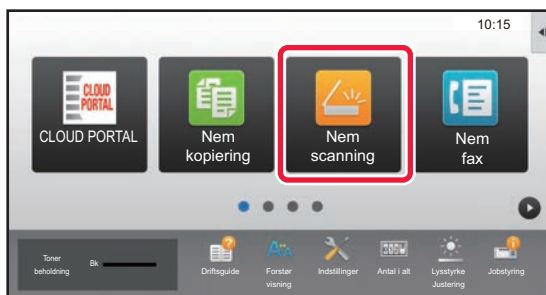 10:15
CLOUD
PORTAL
CLOUD PORTAL
Nem
kopiering
Nem
scanning
Nem
fax
Toner
beholdning
Bk
Driftsguide
Forstør
visning
Indstillinger
Antal i alt
Lysstyrke
Justering
Jobstyring